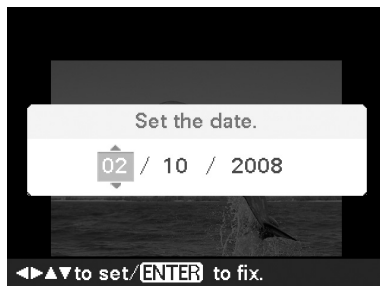 Set the date.
02 / 10 / 2008
◀▶▲▼to set/ENTER to fix.